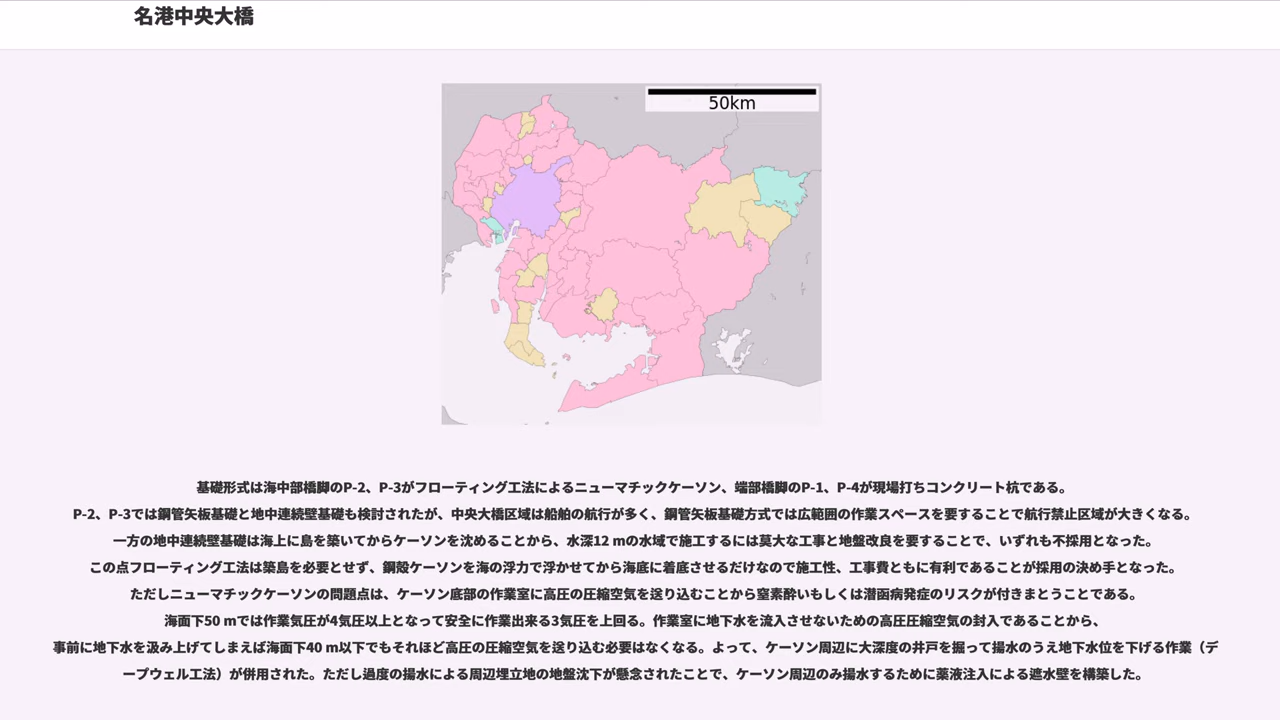 名港中央大橋
50km
基礎形式は海中部橋脚のP-2、P-3がフローティング工法によるニューマチックケーソン、端部橋脚のP-1、P-4が現場打ちコンクリート杭である。
P-2、P-3では鋼管矢板基礎と地中連続壁基礎も検討されたが、中央大橋区域は船舶の航行が多く、鋼管矢板基礎方式では広範囲の作業スペースを要することで航行禁止区域が大きくなる。
一方の地中連続壁基礎は海上に島を築いてからケーソンを沈めることから、水深12 mの水域で施工するには莫大な工事と地盤改良を要することで、いずれも不採用となった。
この点フローティング工法は築島を必要とせず、鋼殻ケーソンを海の浮力で浮かせてから海底に着底させるだけなので施工性、工事費ともに有利であることが採用の決め手となった。
ただしニューマチックケーソンの問題点は、ケーソン底部の作業室に高圧の圧縮空気を送り込むことから窒素酔いもしくは潜函病発症のリスクが付きまとうことである。
海面下50 mでは作業気圧が4気圧以上となって安全に作業出来る3気圧を上回る。作業室に地下水を流入させないための高圧圧縮空気の封入であることから、
事前に地下水を汲み上げてしまえば海面下40 m以下でもそれほど高圧の圧縮空気を送り込む必要はなくなる。よって、ケーソン周辺に大深度の井戸を掘って揚水のうえ地下水位を下げる作業（デ
ープウェル工法）が併用された。ただし過度の揚水による周辺埋立地の地盤沈下が懸念されたことで、ケーソン周辺のみ揚水するために薬液注入による遮水壁を構築した。